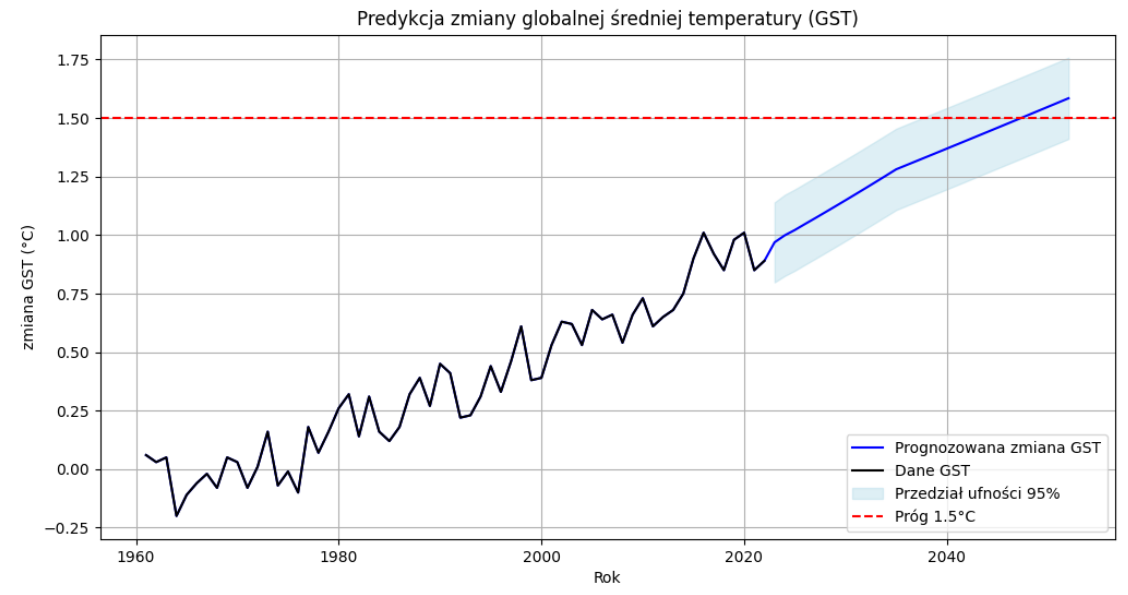 Predykcja zmiany globalnej średniej temperatury (GST)
1.75
1.50
1.25
1.00
0.75
0.50
0.25
0.00
−0.25
zmiana GST (°C)
1960
1980
2000
2020
2040
Rok
Prognozowana zmiana GST
Dane GST
Przedział ufności 95%
Próg 1.5°C